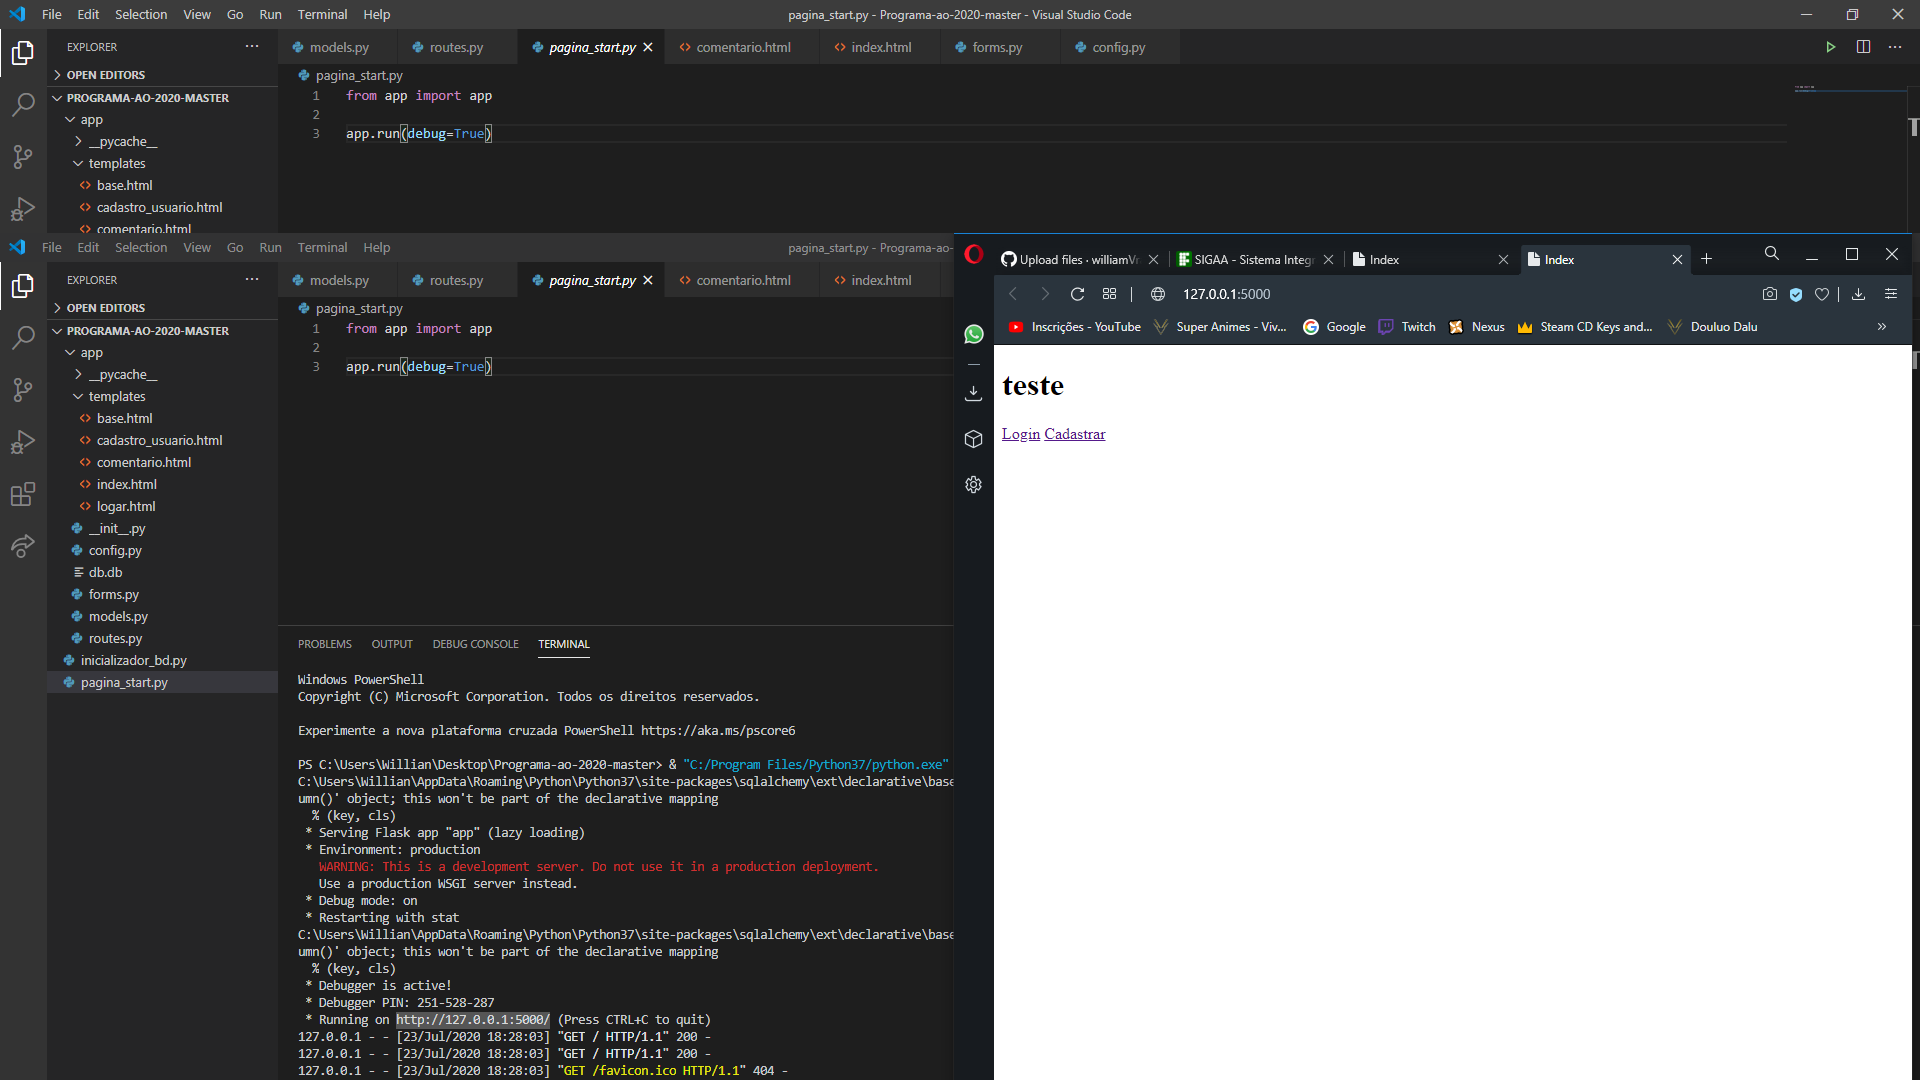 File Edit Selection View Go Run Terminal Help
pagina_start.py - Programa-ao-2020-master - Visual Studio Code
EXPLORER
models.py routes.py pagina_start.py comentario.html index.html forms.py config.py
OPEN EDITORS
pagina_start.py
PROGRAMA-AO-2020-MASTER
1 from app import app
app
2
__pycache__
3 app.run(debug=True)
templates
base.html
cadastro_usuario.html
comentario.html
File Edit Selection View Go Run Terminal Help
pagina_start.py - Programa-ao-
EXPLORER
models.py routes.py pagina_start.py comentario.html index.html
OPEN EDITORS
pagina_start.py
PROGRAMA-AO-2020-MASTER
1 from app import app
app
2
__pycache__
3 app.run(debug=True)
templates
base.html
cadastro_usuario.html
comentario.html
index.html
logar.html
__init__.py
config.py
db.db
forms.py
models.py
routes.py
inicializador_bd.py
pagina_start.py
PROBLEMS OUTPUT DEBUG CONSOLE TERMINAL
Windows PowerShell
Copyright (C) Microsoft Corporation. Todos os direitos reservados.
Experimente a nova plataforma cruzada PowerShell https://aka.ms/pscore6
PS C:\Users\Willian\Desktop\Programa-ao-2020-master> & "C:/Program Files/Python37/python.exe"
C:\Users\Willian\AppData\Roaming\Python\Python37\site-packages\sqlalchemy\ext\declarative\base
umn()' object; this won't be part of the declarative mapping
% (key, cls)
* Serving Flask app "app" (lazy loading)
* Environment: production
WARNING: This is a development server. Do not use it in a production deployment.
Use a production WSGI server instead.
* Debug mode: on
* Restarting with stat
C:\Users\Willian\AppData\Roaming\Python\Python37\site-packages\sqlalchemy\ext\declarative\base
umn()' object; this won't be part of the declarative mapping
% (key, cls)
* Debugger is active!
* Debugger PIN: 251-528-287
* Running on http://127.0.0.1:5000/ (Press CTRL+C to quit)
127.0.0.1 - - [23/Jul/2020 18:28:03] "GET / HTTP/1.1" 200 -
127.0.0.1 - - [23/Jul/2020 18:28:03] "GET / HTTP/1.1" 200 -
127.0.0.1 - - [23/Jul/2020 18:28:03] "GET /favicon.ico HTTP/1.1" 404 -
Upload files · williamV SIGAA - Sistema Integr Index Index
127.0.0.1:5000
Inscrições - YouTube Super Animes - Viv... Google Twitch Nexus Steam CD Keys and... Douluo Dalu
teste
Login Cadastrar